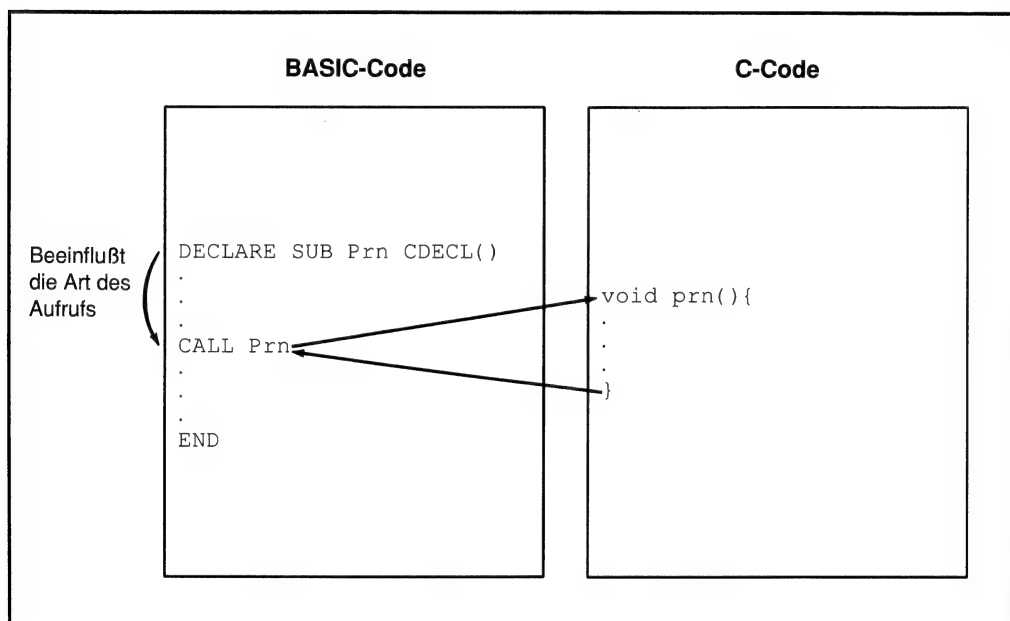 BASIC-Code
C-Code
Beeinflußt
die Art des
Aufrufs
DECLARE SUB Prn CDECL()
.
.
.
CALL Prn
.
.
.
END
void prn(){
.
.
.
}